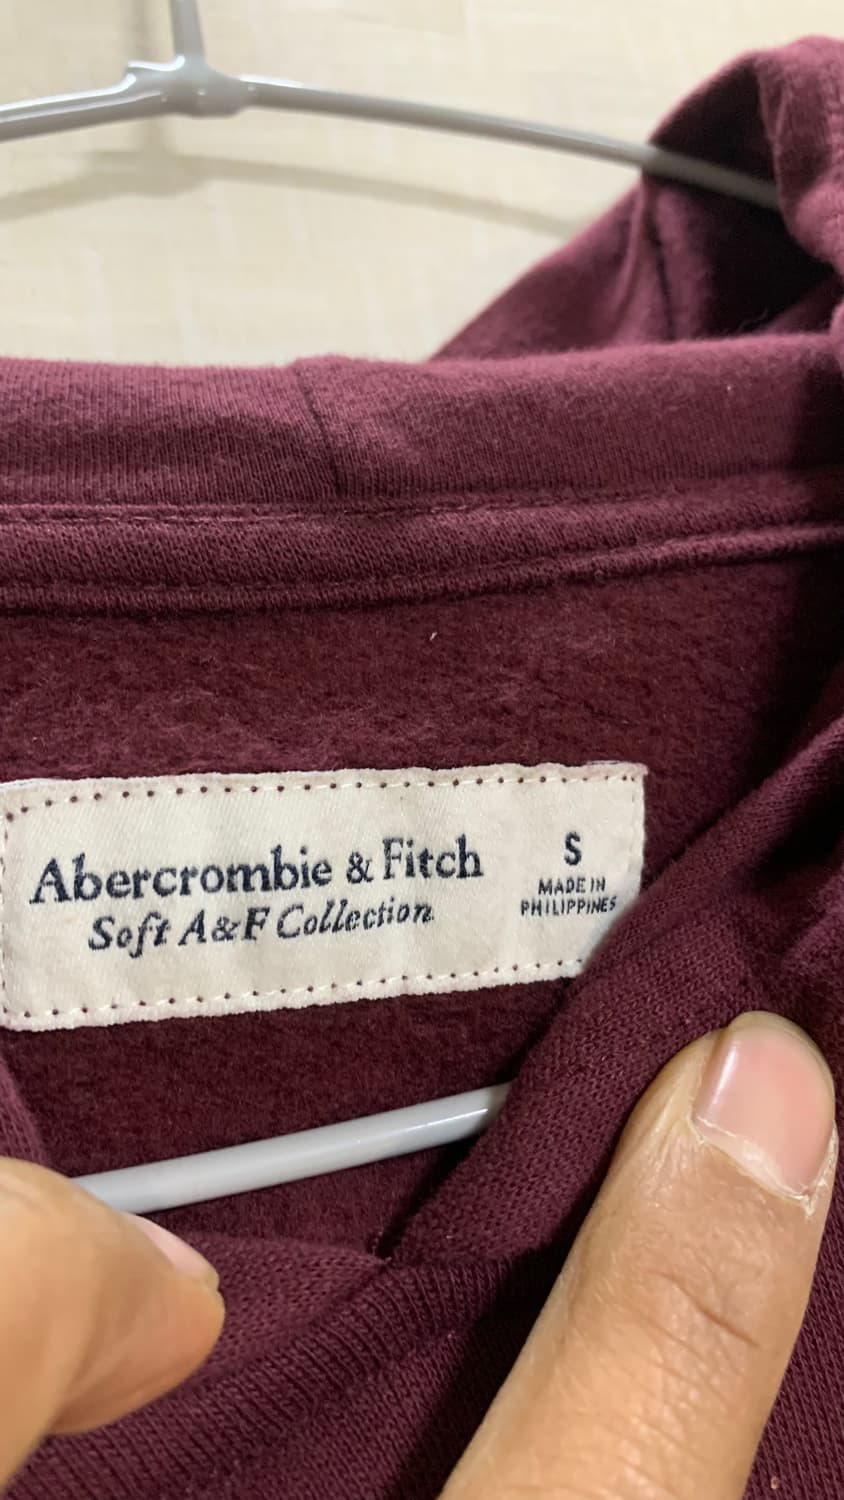 Abercrombie & Fitch
Soft A&F Collection
S
MADE IN
PHILIPPINES